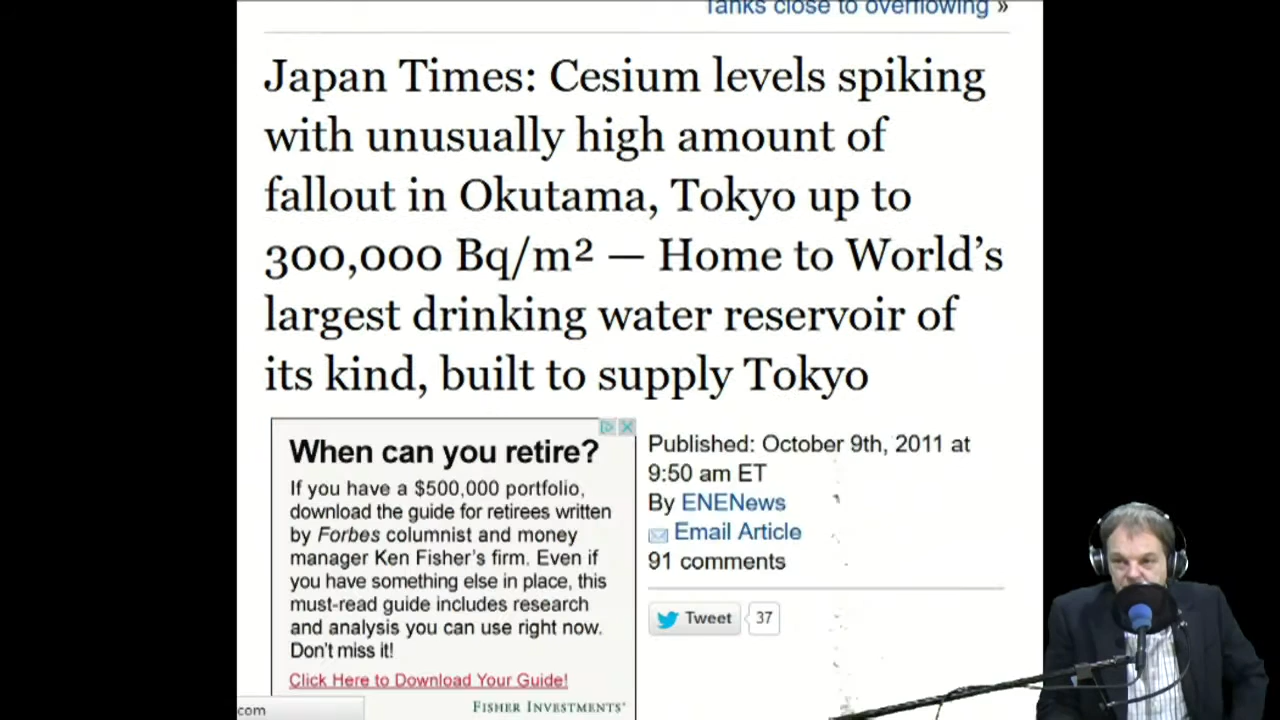 Tanks close to overflowing »
Japan Times: Cesium levels spiking
with unusually high amount of
fallout in Okutama, Tokyo up to
300,000 Bq/m² — Home to World’s
largest drinking water reservoir of
its kind, built to supply Tokyo
When can you retire?
If you have a $500,000 portfolio,
download the guide for retirees written
by Forbes columnist and money
manager Ken Fisher’s firm. Even if
you have something else in place, this
must-read guide includes research
and analysis you can use right now.
Don’t miss it!
Click Here to Download Your Guide!
FISHER INVESTMENTS®
Published: October 9th, 2011 at
9:50 am ET
By ENENews
Email Article
91 comments
Tweet 37
com